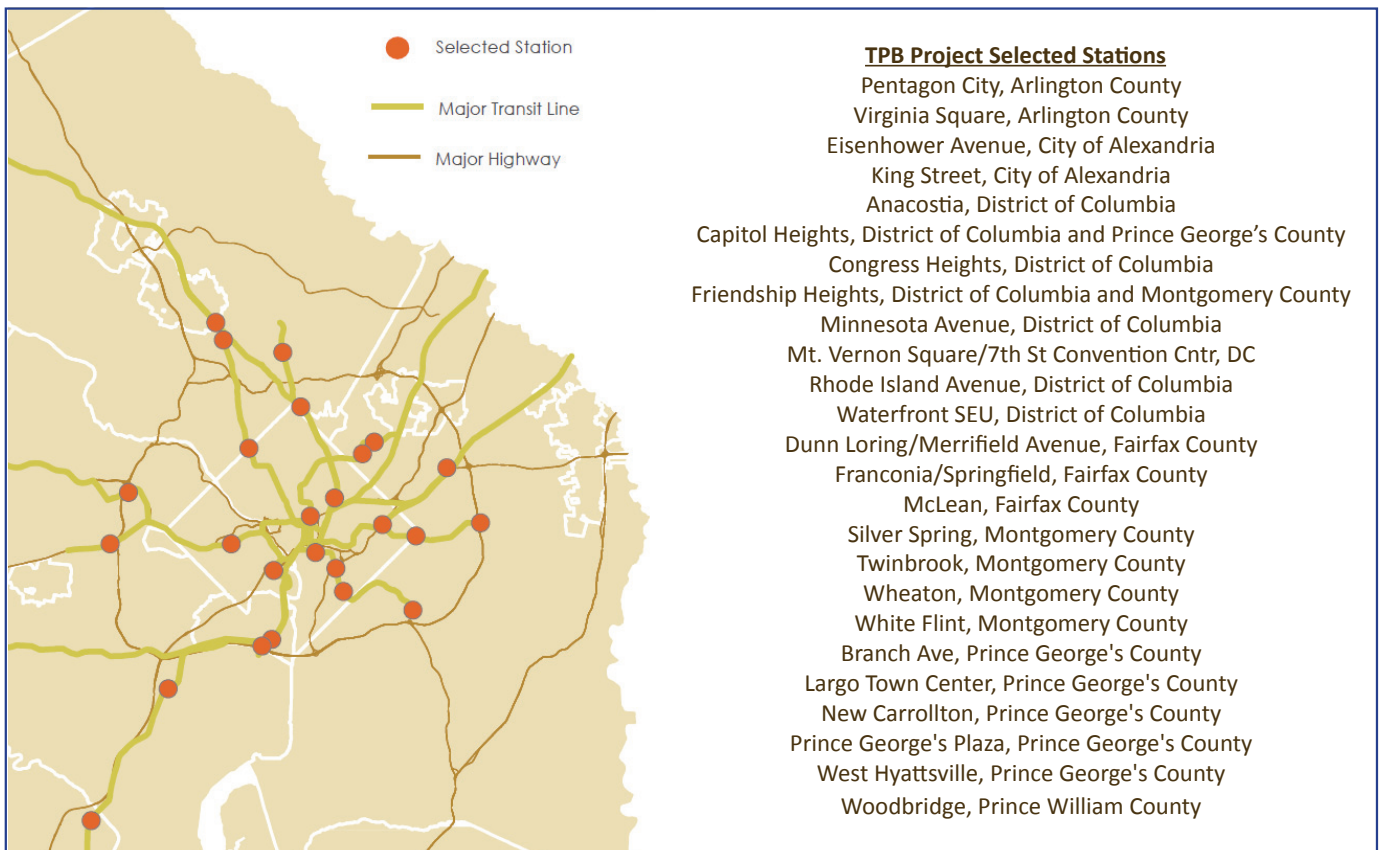 Selected Station
Major Transit Line
Major Highway
TPB Project Selected Stations
Pentagon City, Arlington County
Virginia Square, Arlington County
Eisenhower Avenue, City of Alexandria
King Street, City of Alexandria
Anacostia, District of Columbia
Capitol Heights, District of Columbia and Prince George’s County
Congress Heights, District of Columbia
Friendship Heights, District of Columbia and Montgomery County
Minnesota Avenue, District of Columbia
Mt. Vernon Square/7th St Convention Cntr, DC
Rhode Island Avenue, District of Columbia
Waterfront SEU, District of Columbia
Dunn Loring/Merrifield Avenue, Fairfax County
Franconia/Springfield, Fairfax County
McLean, Fairfax County
Silver Spring, Montgomery County
Twinbrook, Montgomery County
Wheaton, Montgomery County
White Flint, Montgomery County
Branch Ave, Prince George's County
Largo Town Center, Prince George's County
New Carrollton, Prince George's County
Prince George's Plaza, Prince George's County
West Hyattsville, Prince George's County
Woodbridge, Prince William County